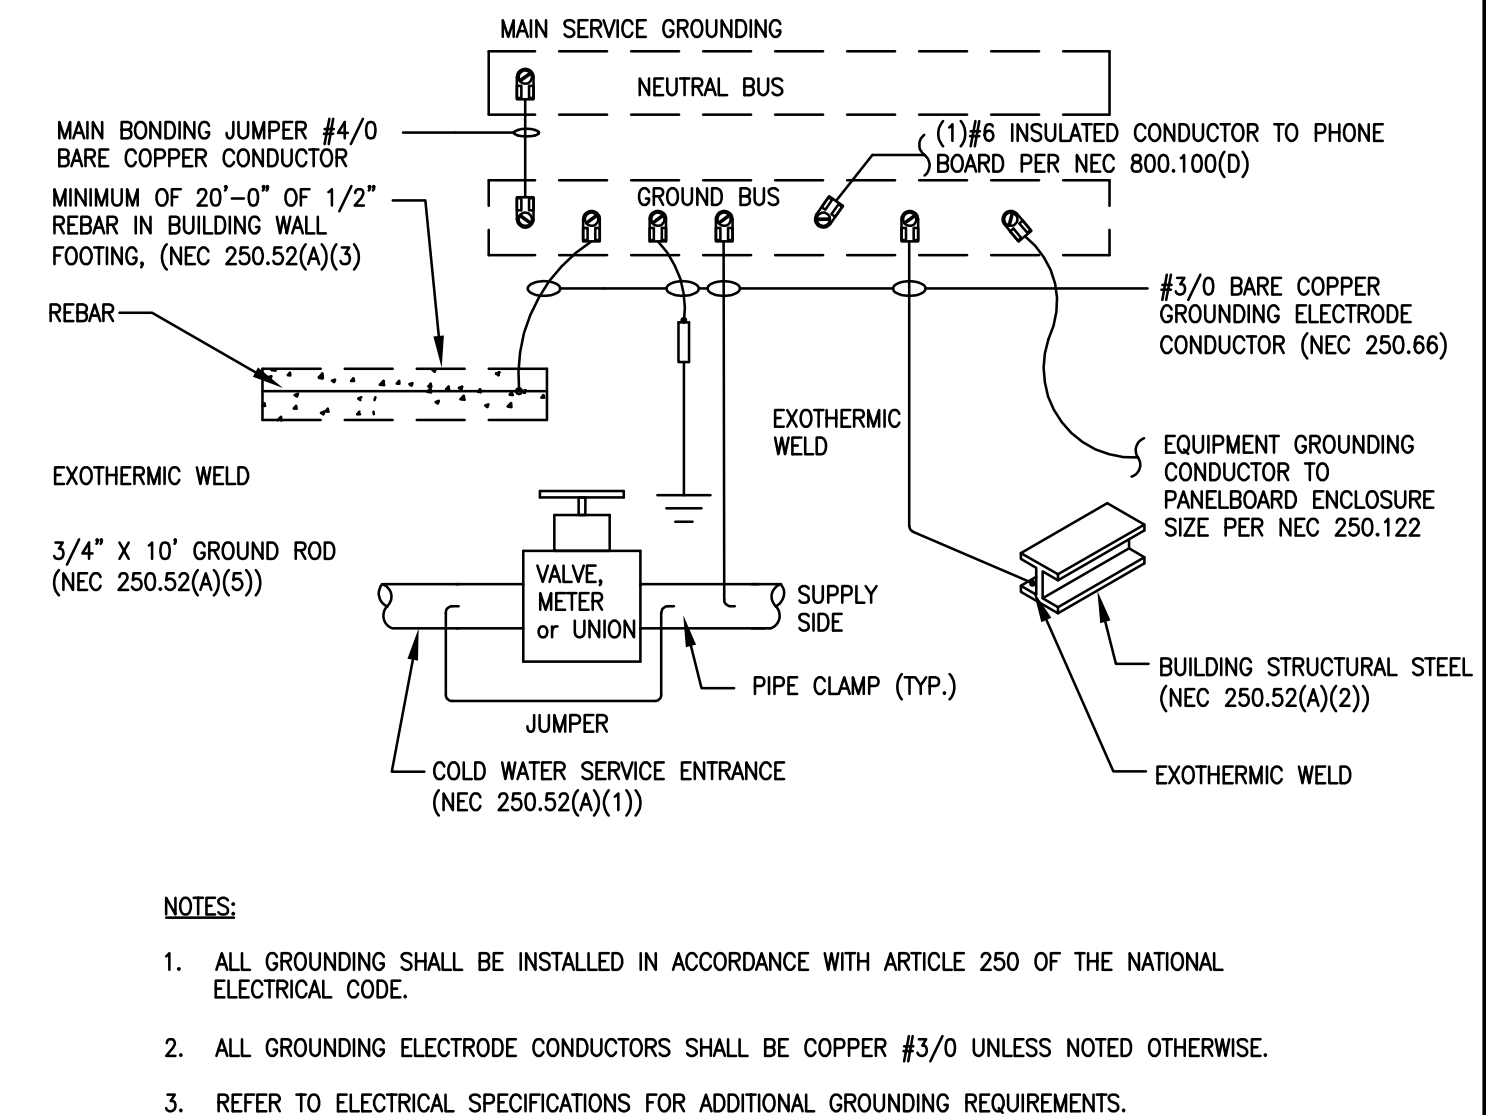 MAIN SERVICE GROUNDING
NEUTRAL BUS
MAIN BONDING JUMPER #4/0
BARE COPPER CONDUCTOR
(1)#6 INSULATED CONDUCTOR TO PHONE
BOARD PER NEC 800.100(D)
MINIMUM OF 20'-0" OF 1/2"
REBAR IN BUILDING WALL
FOOTING, (NEC 250.52(A)(3)
GROUND BUS
REBAR
#3/0 BARE COPPER
GROUNDING ELECTRODE
CONDUCTOR (NEC 250.66)
EXOTHERMIC
WELD
EQUIPMENT GROUNDING
CONDUCTOR TO
PANELBOARD ENCLOSURE
SIZE PER NEC 250.122
EXOTHERMIC WELD
3/4" X 10' GROUND ROD
(NEC 250.52(A)(5))
VALVE,
METER
or UNION
SUPPLY
SIDE
PIPE CLAMP (TYP.)
JUMPER
BUILDING STRUCTURAL STEEL
(NEC 250.52(A)(2))
COLD WATER SERVICE ENTRANCE
(NEC 250.52(A)(1))
EXOTHERMIC WELD
NOTES:
1. ALL GROUNDING SHALL BE INSTALLED IN ACCORDANCE WITH ARTICLE 250 OF THE NATIONAL
ELECTRICAL CODE.
2. ALL GROUNDING ELECTRODE CONDUCTORS SHALL BE COPPER #3/0 UNLESS NOTED OTHERWISE.
3. REFER TO ELECTRICAL SPECIFICATIONS FOR ADDITIONAL GROUNDING REQUIREMENTS.